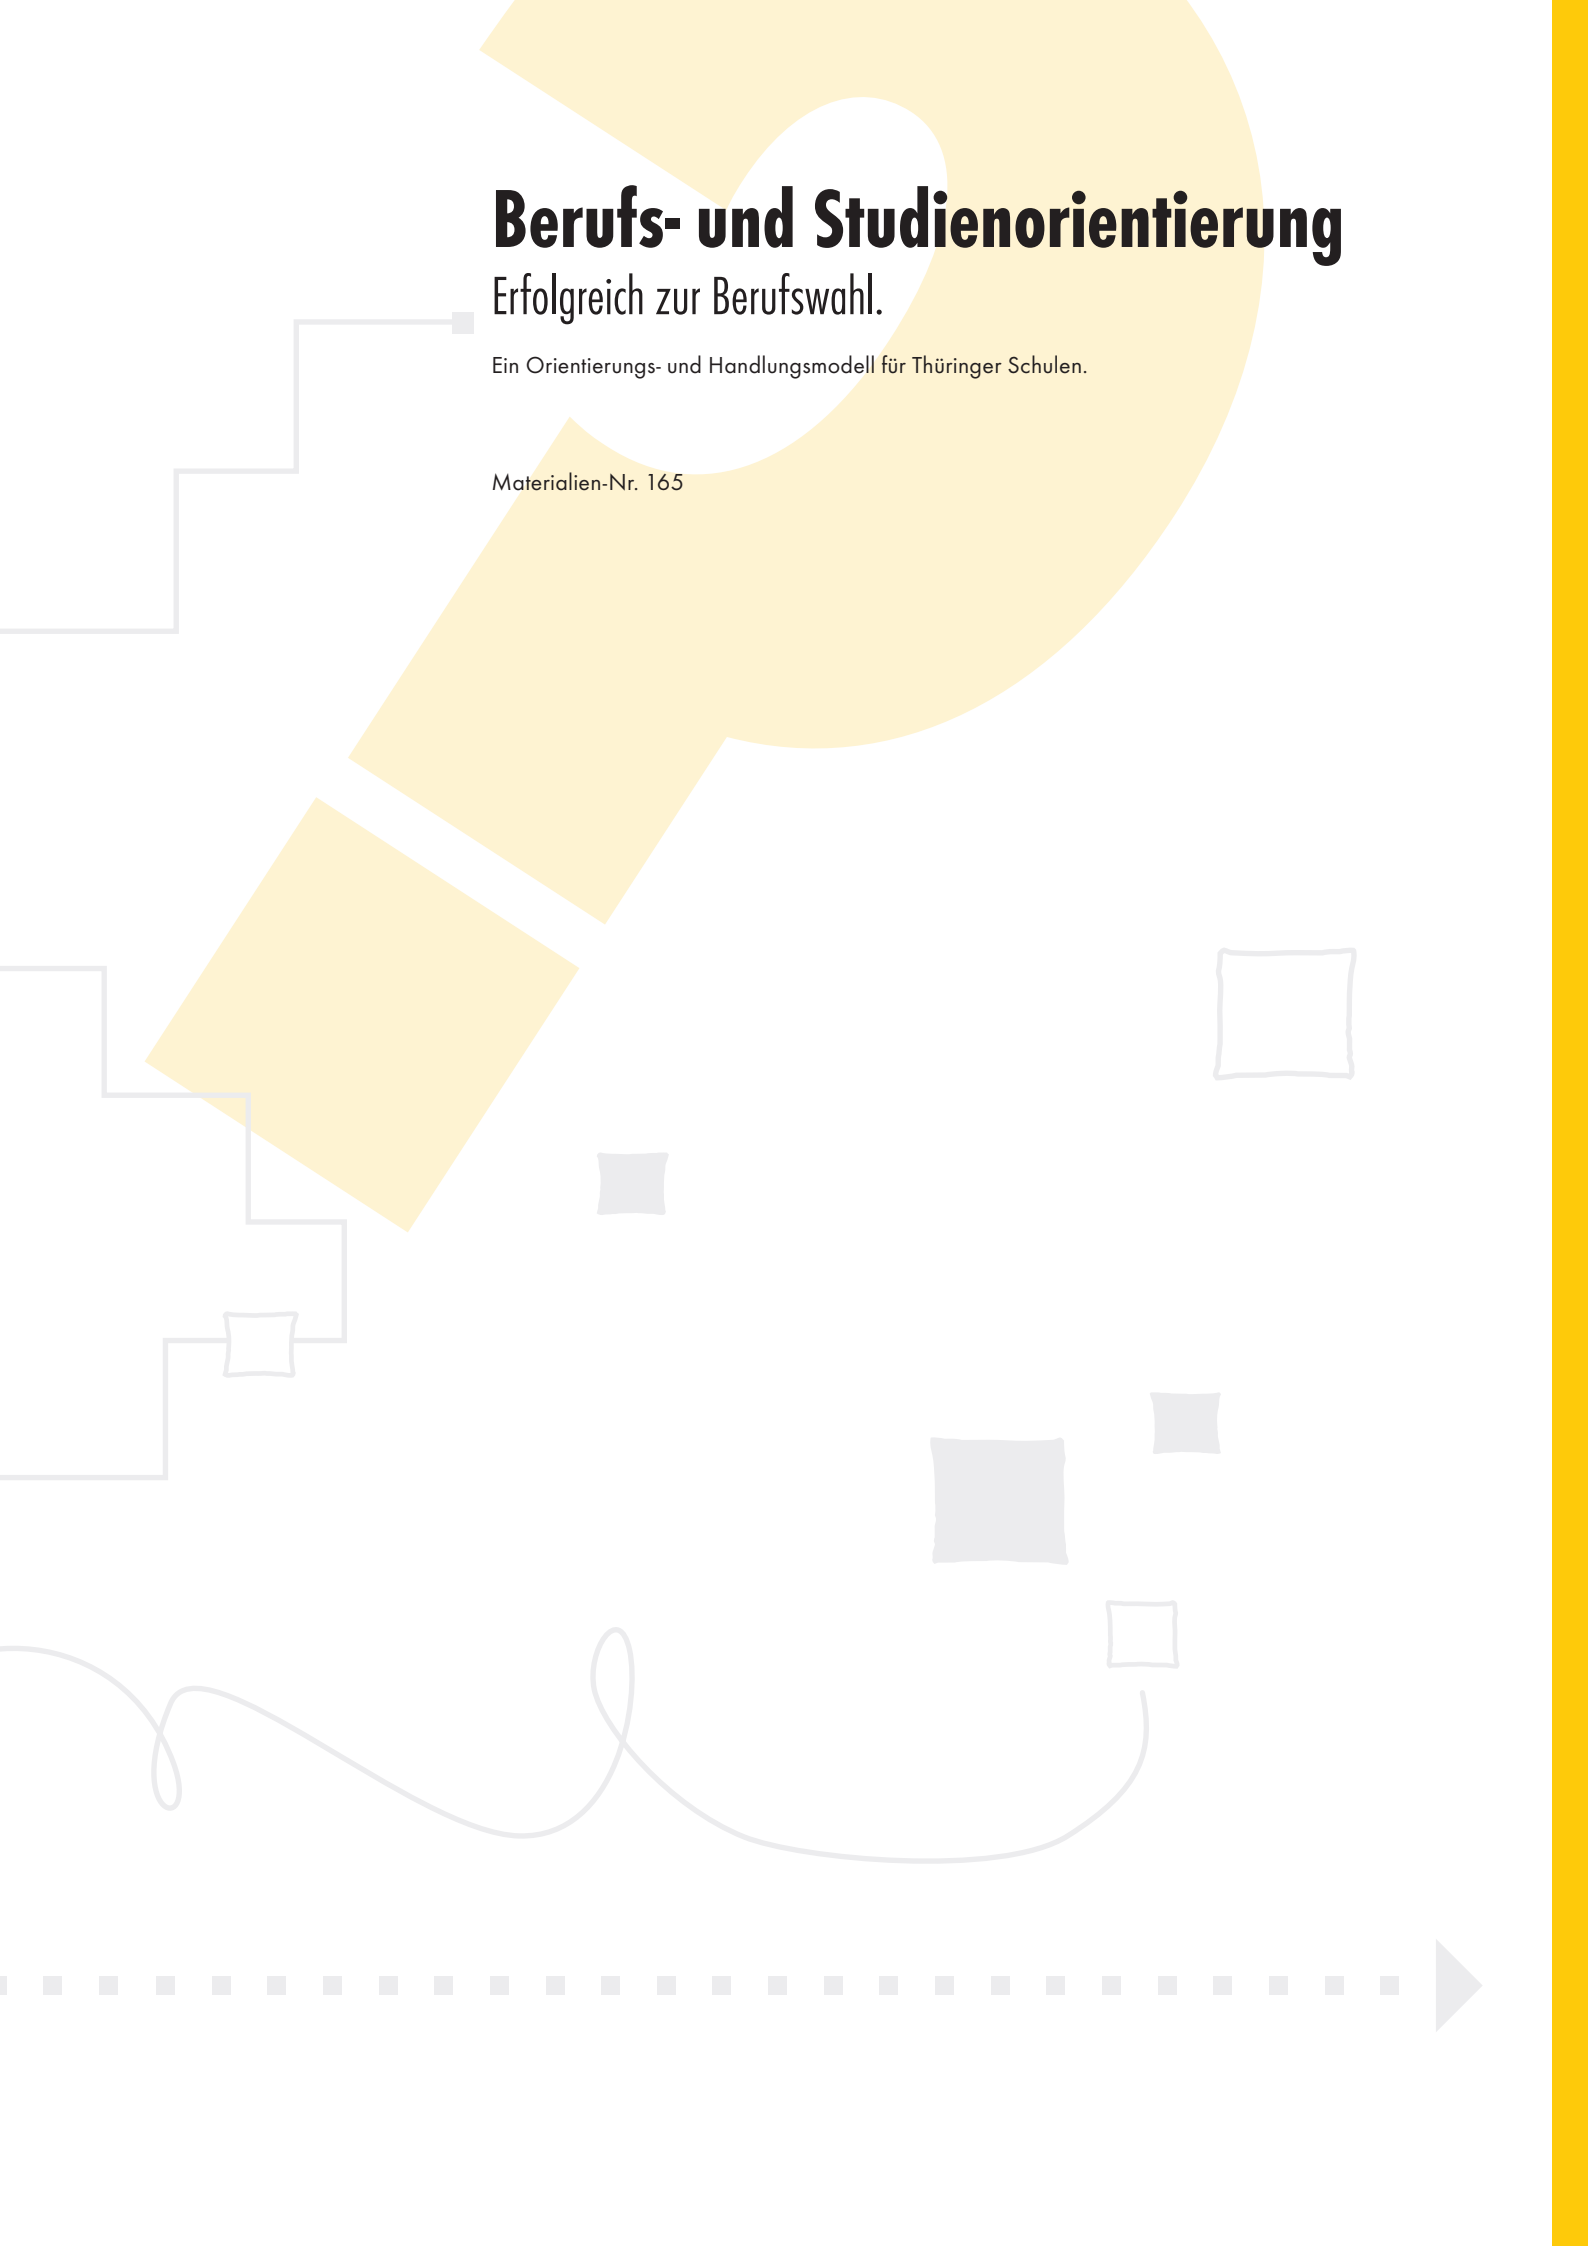 Berufs- und Studienorientierung
Erfolgreich zur Berufswahl.
Ein Orientierungs- und Handlungsmodell für Thüringer Schulen.
Materialien-Nr. 165